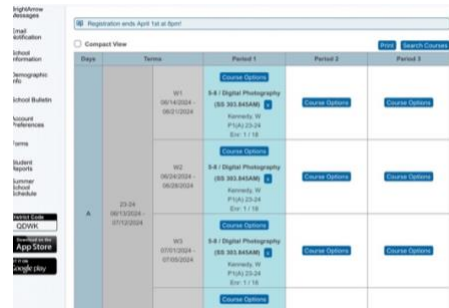 BrightArrow
Messages
Email
Notification
School
Information
Demographic
Info
School Bulletin
Account
Preferences
Forms
Student
Reports
Summer
School
Schedule
District Code
QDWK
Download on the
App Store
Google play
Registration ends April 1st at 8pm!
Compact View
Print
Search Courses
Days
Terms
Period 1
Period 2
Period 3
A
23-24
06/13/2024 -
07/12/2024
W1
06/14/2024 -
06/21/2024
Course Options
5-8 / Digital Photography
(SS 303.845AM)
Kennedy, W
P1(A) 23-24
Enr: 1 / 18
Course Options
Course Options
W2
06/24/2024 -
06/28/2024
Course Options
5-8 / Digital Photography
(SS 303.845AM)
Kennedy, W
P1(A) 23-24
Enr: 1 / 18
Course Options
Course Options
W3
07/01/2024 -
07/05/2024
Course Options
5-8 / Digital Photography
(SS 303.845AM)
Kennedy, W
P1(A) 23-24
Enr: 1 / 18
Course Options
Course Options
Course Options